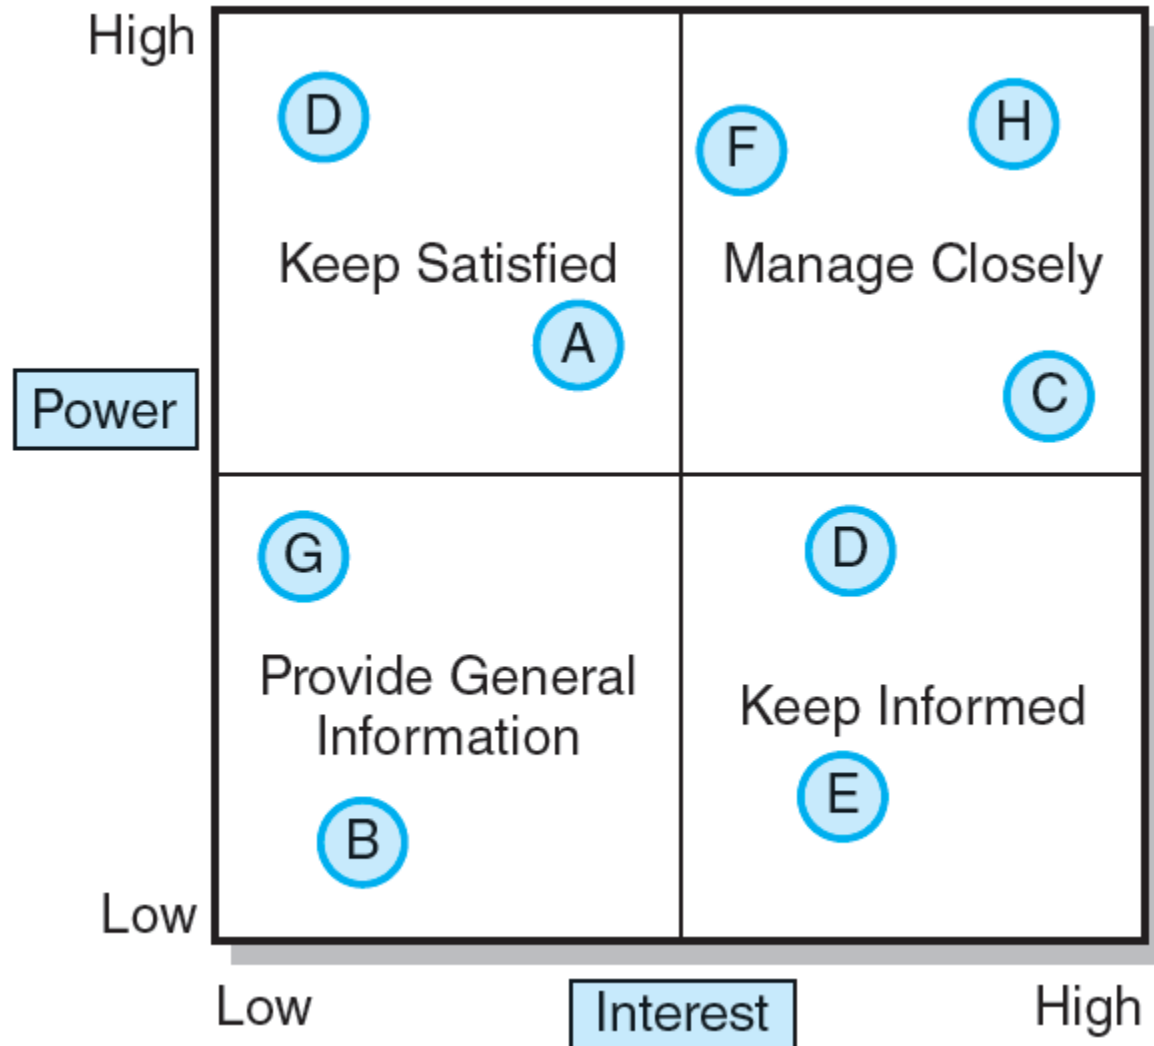 High
D
F
H
Keep Satisfied
Manage Closely
A
C
Power
G
D
Provide General
Information
Keep Informed
E
B
Low
Low
Interest
High